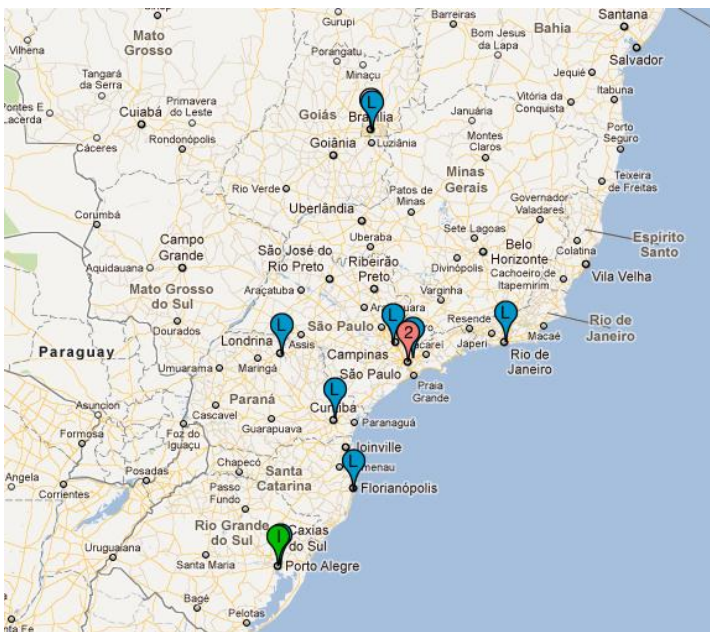 Gurupi
Barreiras
Santana
Bahia
Mato
Grosso
Vilhena
Porangatu
Bom Jesus
da Lapa
Minaçu
Salvador
Tangará
da Serra
Jequié
Primavera
do Leste
Goiás
L
Brasília
Vitória da
Conquista
Itabuna
Pontes E
Lacerda
Cuiabá
Januária
Cáceres
Rondonópolis
Goiânia
Luziânia
Montes
Claros
Porto
Seguro
Minas
Gerais
Teixeira
de Freitas
Rio Verde
Patos de
Minas
Governador
Valadares
Corumbá
Uberlândia
Sete Lagoas
Espirito
Santo
Campo
Grande
Uberaba
Belo
Horizonte
Colatina
São José do
Rio Preto
Ribeirão
Preto
Divinópolis
Cachoeiro de
Itapemirim
Vila Velha
Aquidauana
Mato Grosso
do Sul
Araçatuba
Varginha
L
L
2
L
Dourados
São Paulo
Resende
Rio de
Janeiro
Londrina
Assis
Japeri
Macaé
Paraguay
Maringá
Campinas
Rio de
Janeiro
Umuarama
São Paulo
Praia
Grande
L
Paraná
Asuncion
Cascavel
Paranaguá
Formosa
Foz do
Iguaçu
Guarapuava
Joinville
L
Posadas
Chapecó
Santa
Catarina
Angela
Corrientes
Passo
Fundo
Florianópolis
Rio Grande
do Sul
I
Caxias
do Sul
Uruguaiana
Santa Maria
Porto Alegre
Bagé
Pelotas